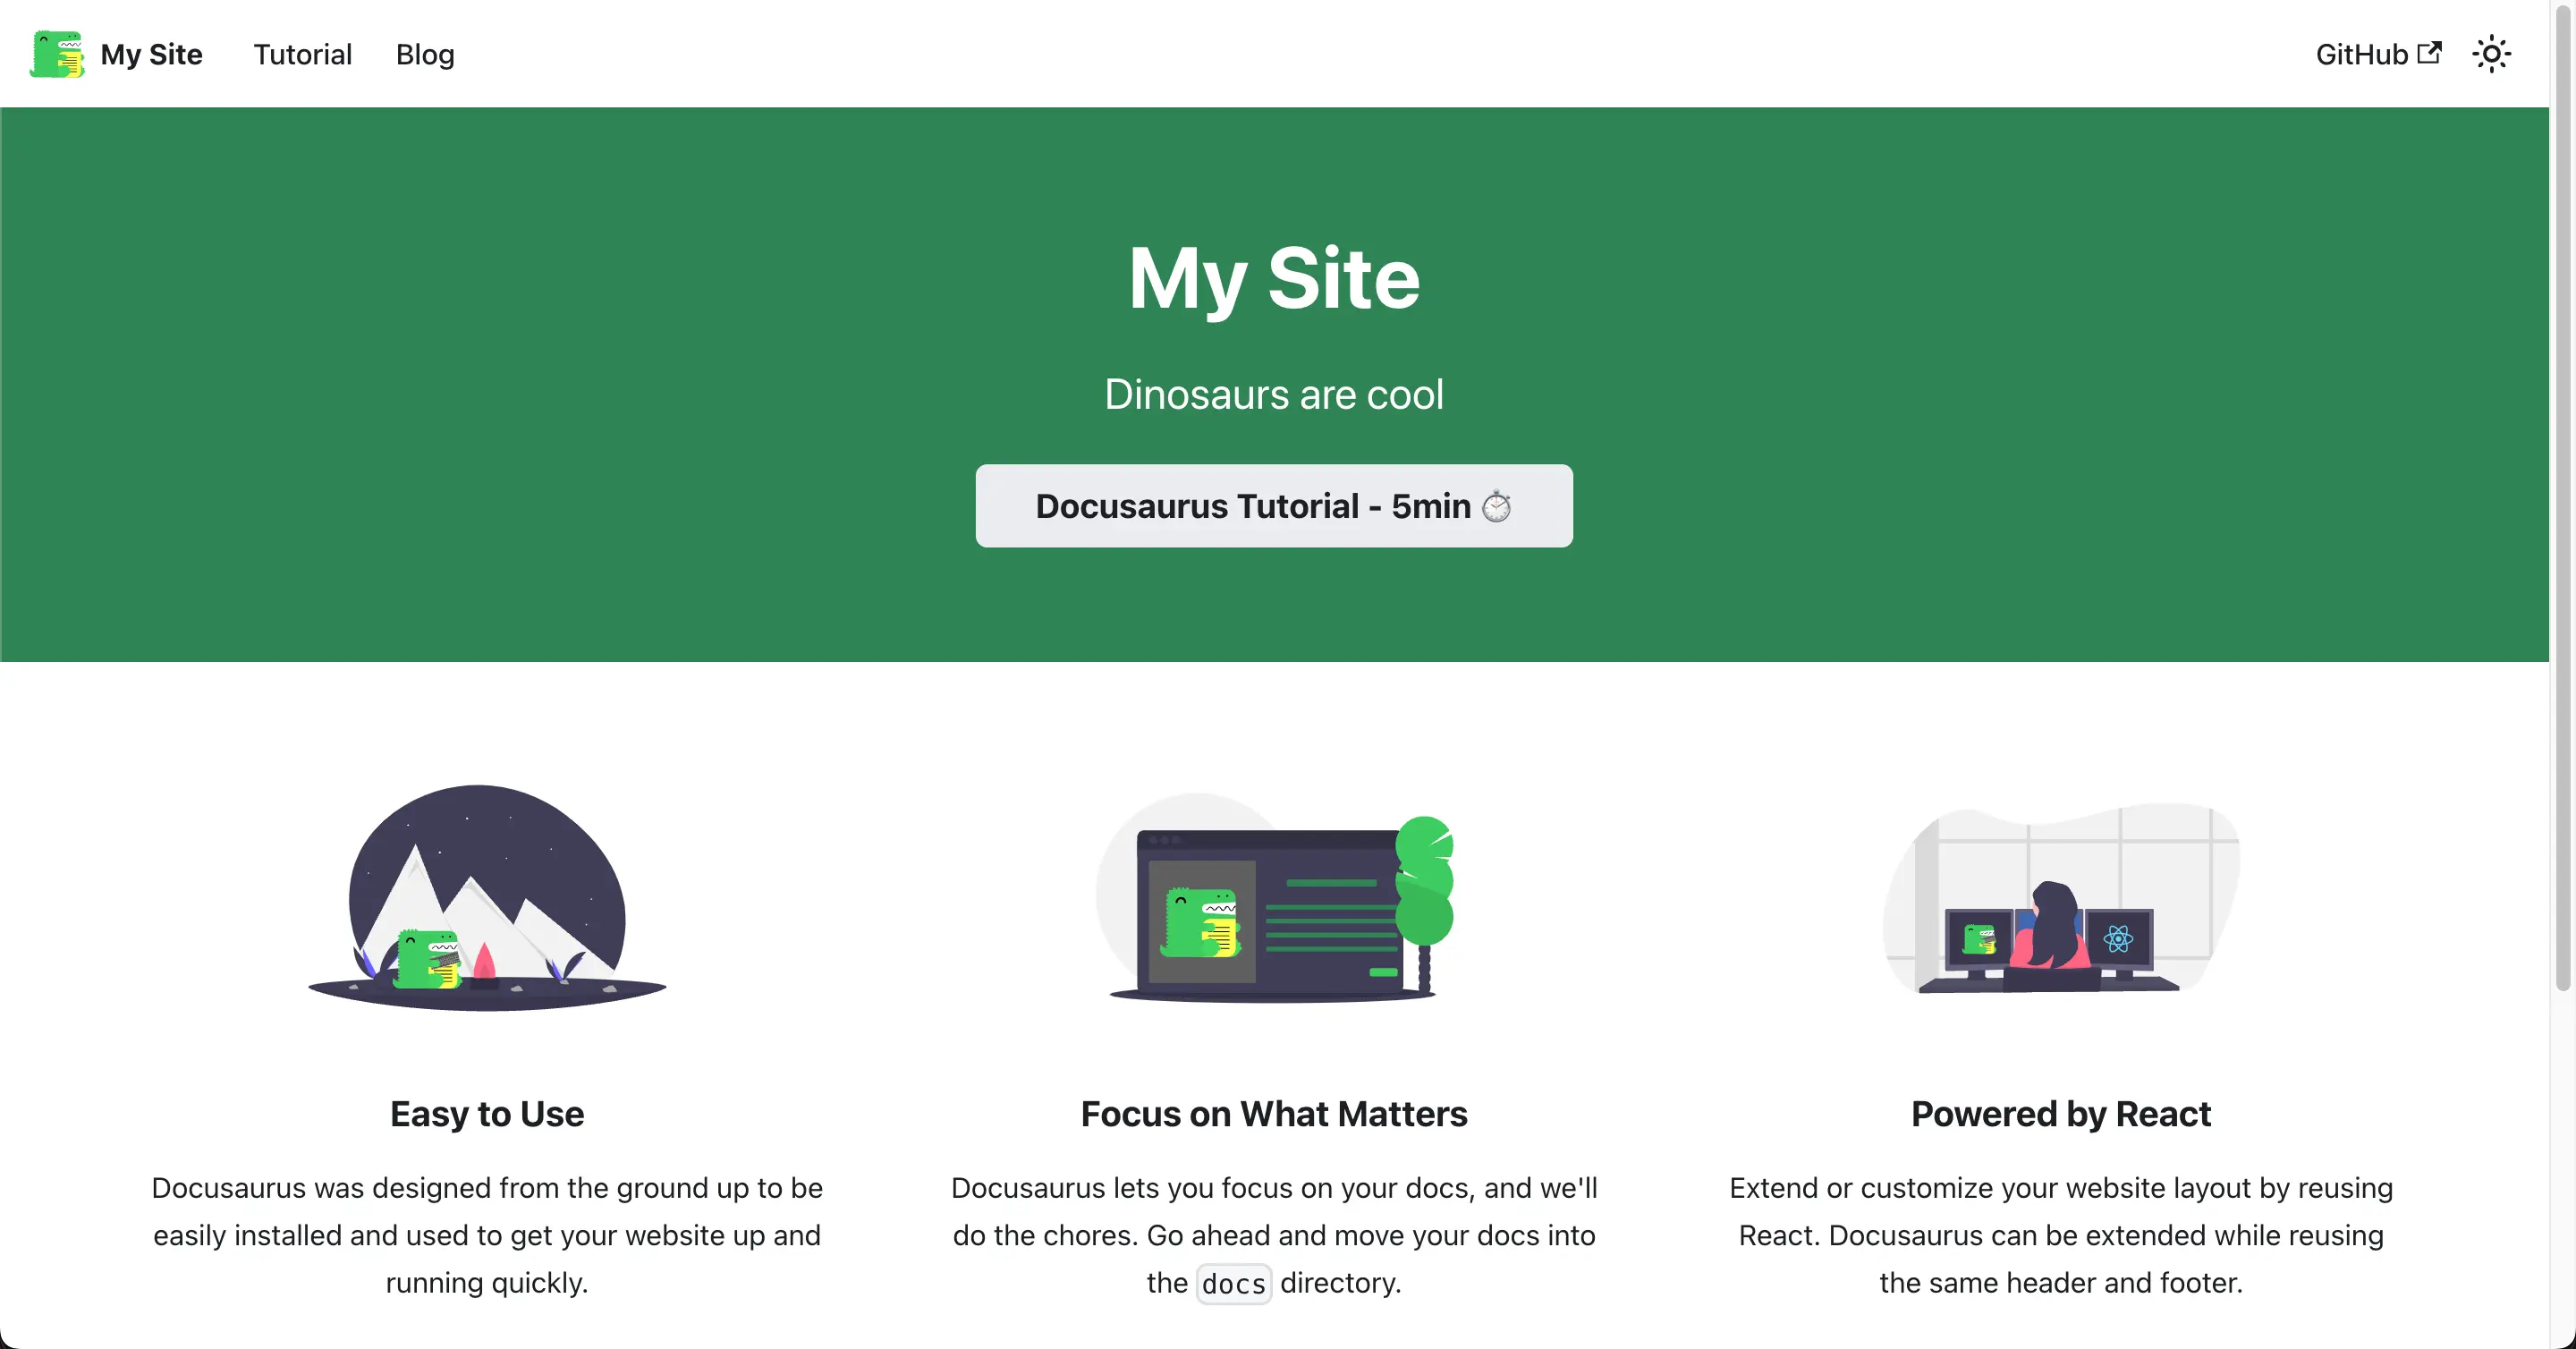 My Site Tutorial Blog GitHub
My Site
Dinosaurs are cool
Docusaurus Tutorial - 5min ⏱️
Easy to Use
Docusaurus was designed from the ground up to be
easily installed and used to get your website up and
running quickly.
Focus on What Matters
Docusaurus lets you focus on your docs, and we'll
do the chores. Go ahead and move your docs into
the docs directory.
Powered by React
Extend or customize your website layout by reusing
React. Docusaurus can be extended while reusing
the same header and footer.